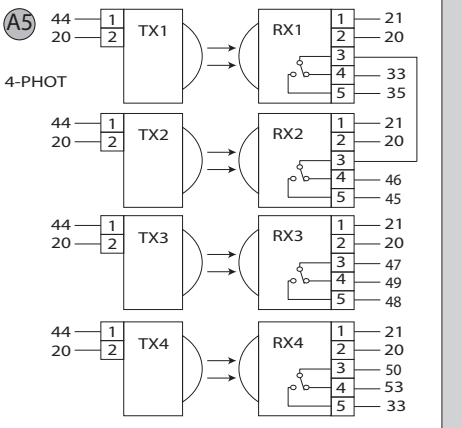 A5
4-PHOT
44 1 TX1 RX1 1 21
20 2 2 20
3
4 33
5 35
44 1 TX2 RX2 1 21
20 2 2 20
3
4 46
5 45
44 1 TX3 RX3 1 21
20 2 2 20
3 47
4 49
5 48
44 1 TX4 RX4 1 21
20 2 2 20
3 50
4 53
5 33